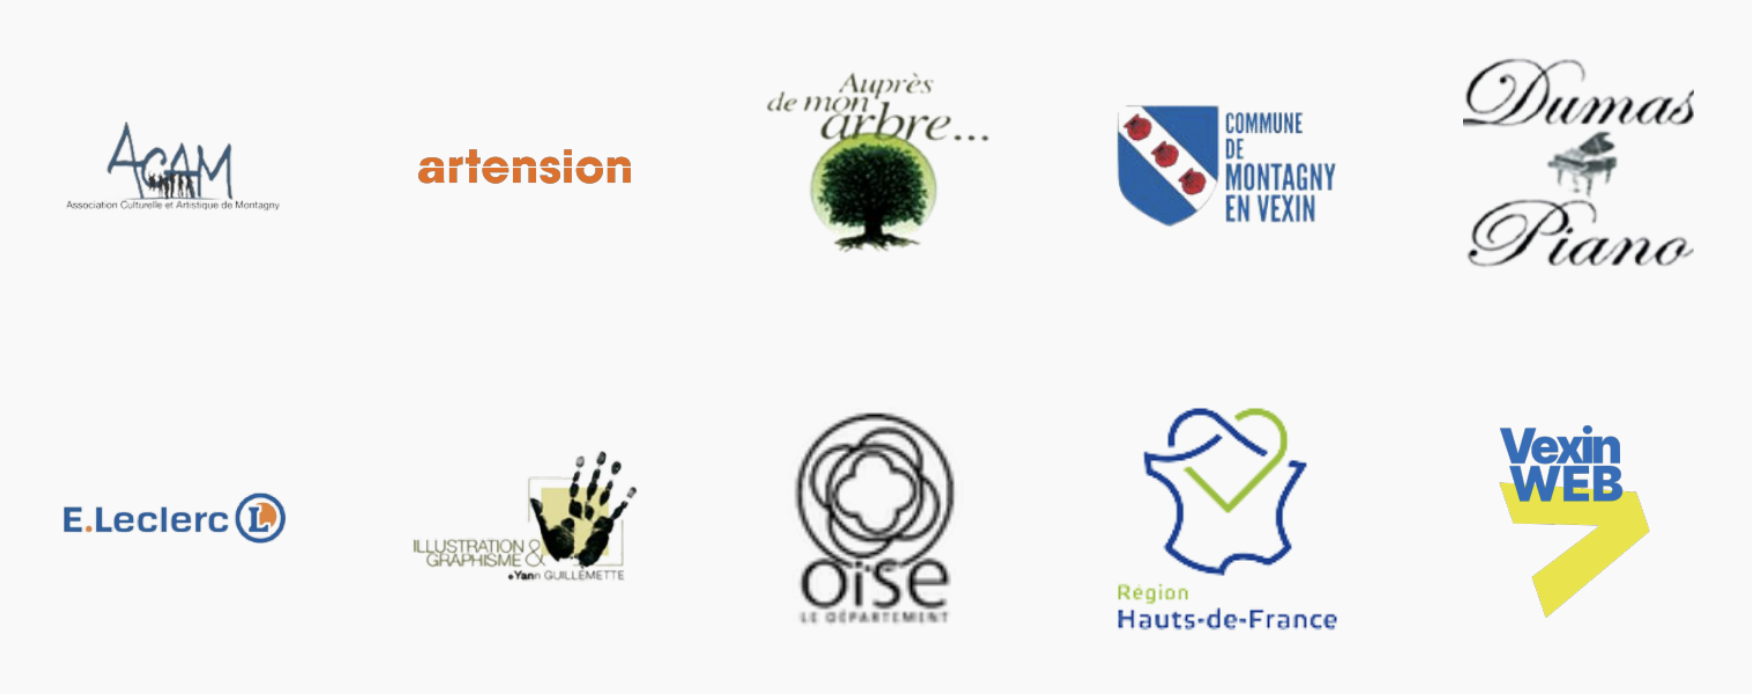 ACAM
Association Culturelle et Artistique de Montagny
artension
Auprès
de mon
arbre...
COMMUNE
DE
MONTAGNY
EN VEXIN
Dumas
Piano
E.Leclerc L
ILLUSTRATION &
GRAPHISME
Yann GUILLEMETTE
oise
LE DÉPARTEMENT
Région
Hauts-de-France
Vexin
WEB